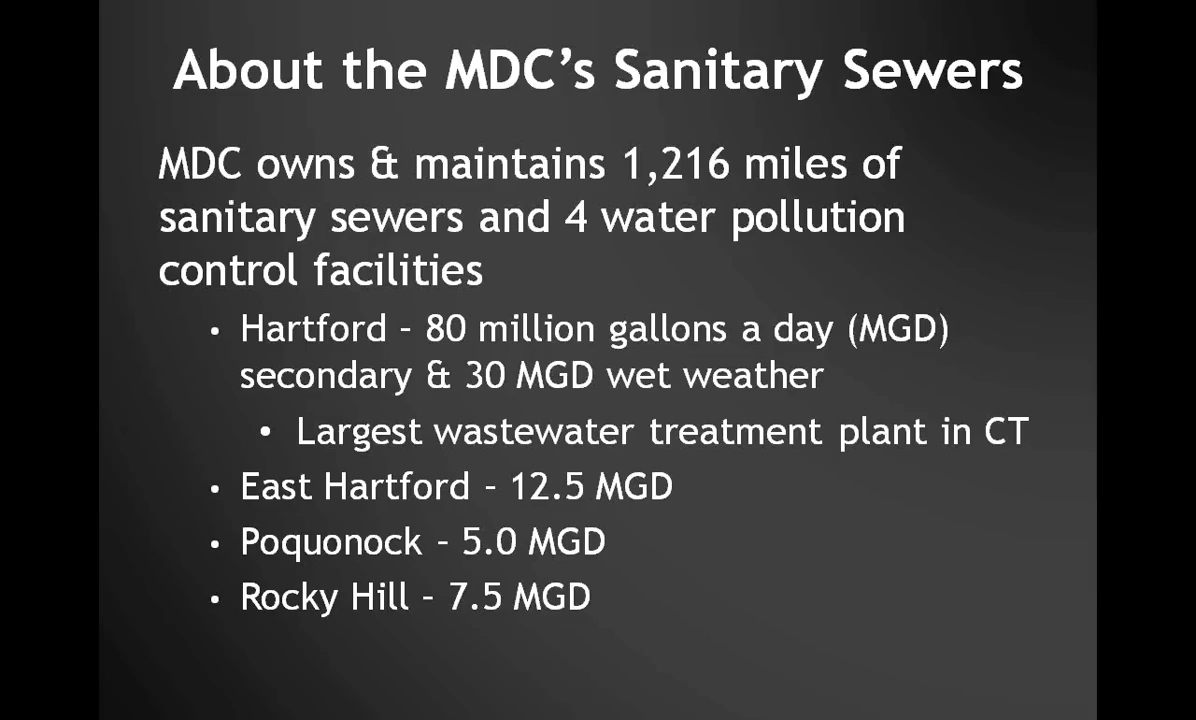 About the MDC’s Sanitary Sewers
MDC owns & maintains 1,216 miles of
sanitary sewers and 4 water pollution
control facilities
• Hartford – 80 million gallons a day (MGD)
secondary & 30 MGD wet weather
• Largest wastewater treatment plant in CT
• East Hartford – 12.5 MGD
• Poquonock – 5.0 MGD
• Rocky Hill – 7.5 MGD